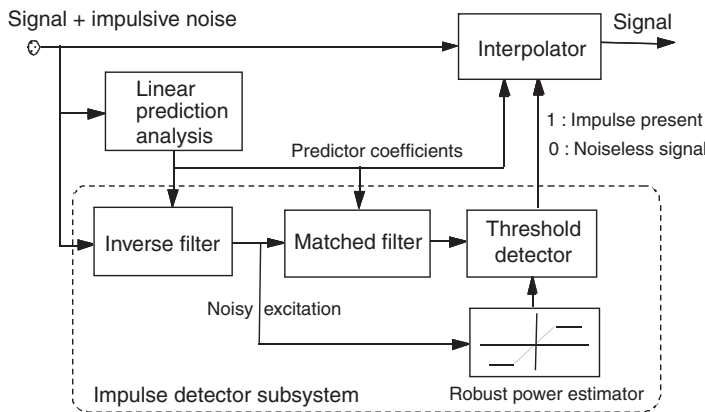 Signal + impulsive noise
Signal
Interpolator
Linear
prediction
analysis
1 : Impulse present
0 : Noiseless signal
Predictor coefficients
Inverse filter
Matched filter
Threshold
detector
Noisy excitation
Impulse detector subsystem
Robust power estimator